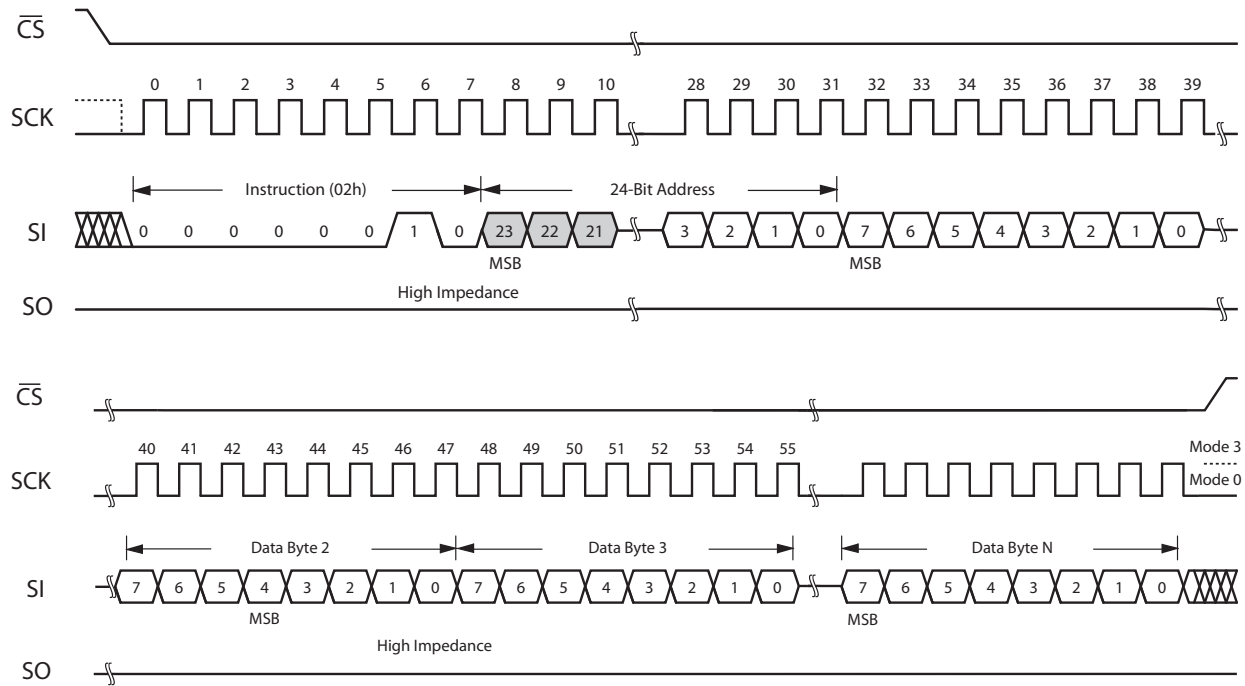 CS
0 1 2 3 4 5 6 7 8 9 10 28 29 30 31 32 33 34 35 36 37 38 39
SCK
Instruction (02h) 24-Bit Address
SI 0 0 0 0 0 0 1 0 23 22 21 3 2 1 0 7 6 5 4 3 2 1 0
MSB MSB
High Impedance
SO
CS
40 41 42 43 44 45 46 47 48 49 50 51 52 53 54 55 Mode 3
SCK Mode 0
Data Byte 2 Data Byte 3 Data Byte N
SI 7 6 5 4 3 2 1 0 7 6 5 4 3 2 1 0 7 6 5 4 3 2 1 0
MSB MSB
High Impedance
SO